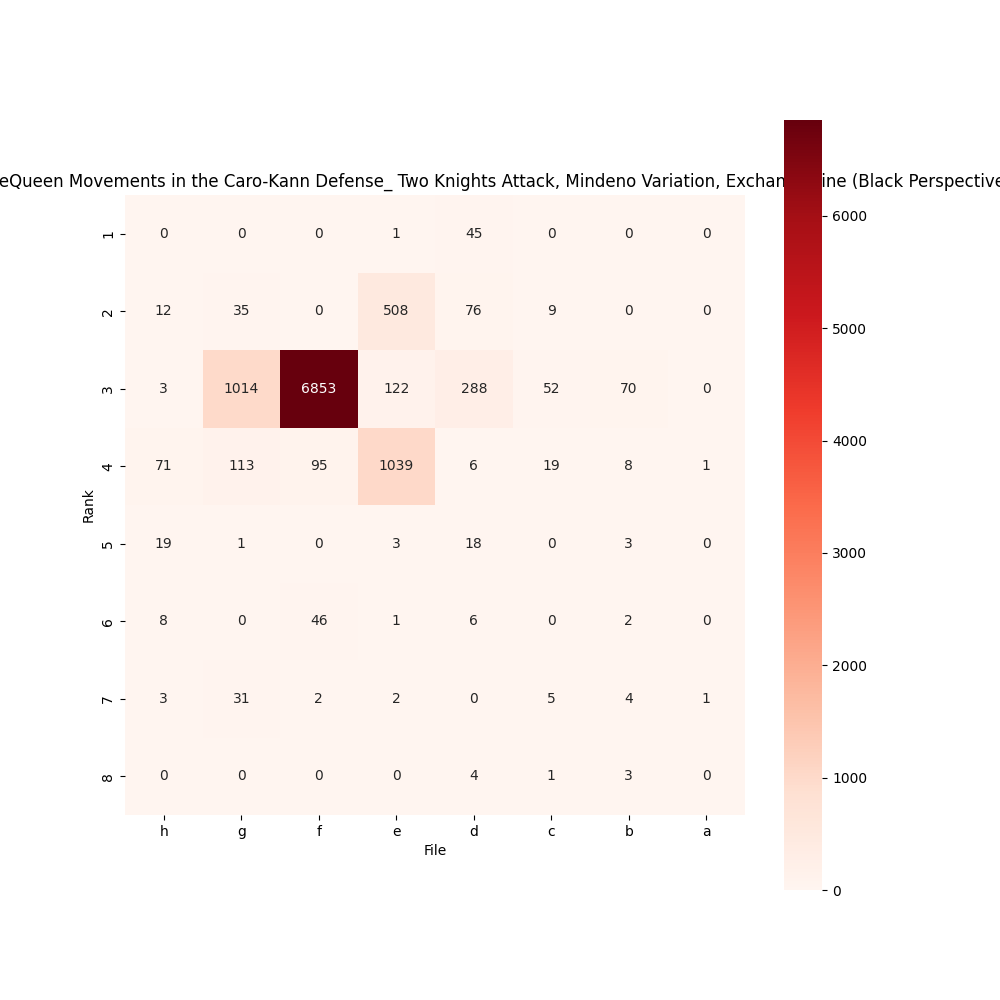 eQueen Movements in the Caro-Kann Defense_ Two Knights Attack, Mindeno Variation, Exchan ine (Black Perspective
1 0 0 0 1 45 0 0 0
2 12 35 0 508 76 9 0 0
3 3 1014 6853 122 288 52 70 0
4 71 113 95 1039 6 19 8 1
5 19 1 0 3 18 0 3 0
6 8 0 46 1 6 0 2 0
7 3 31 2 2 0 5 4 1
8 0 0 0 0 4 1 3 0
h g f e d c b a
File
Rank
6000
5000
4000
3000
2000
1000
0